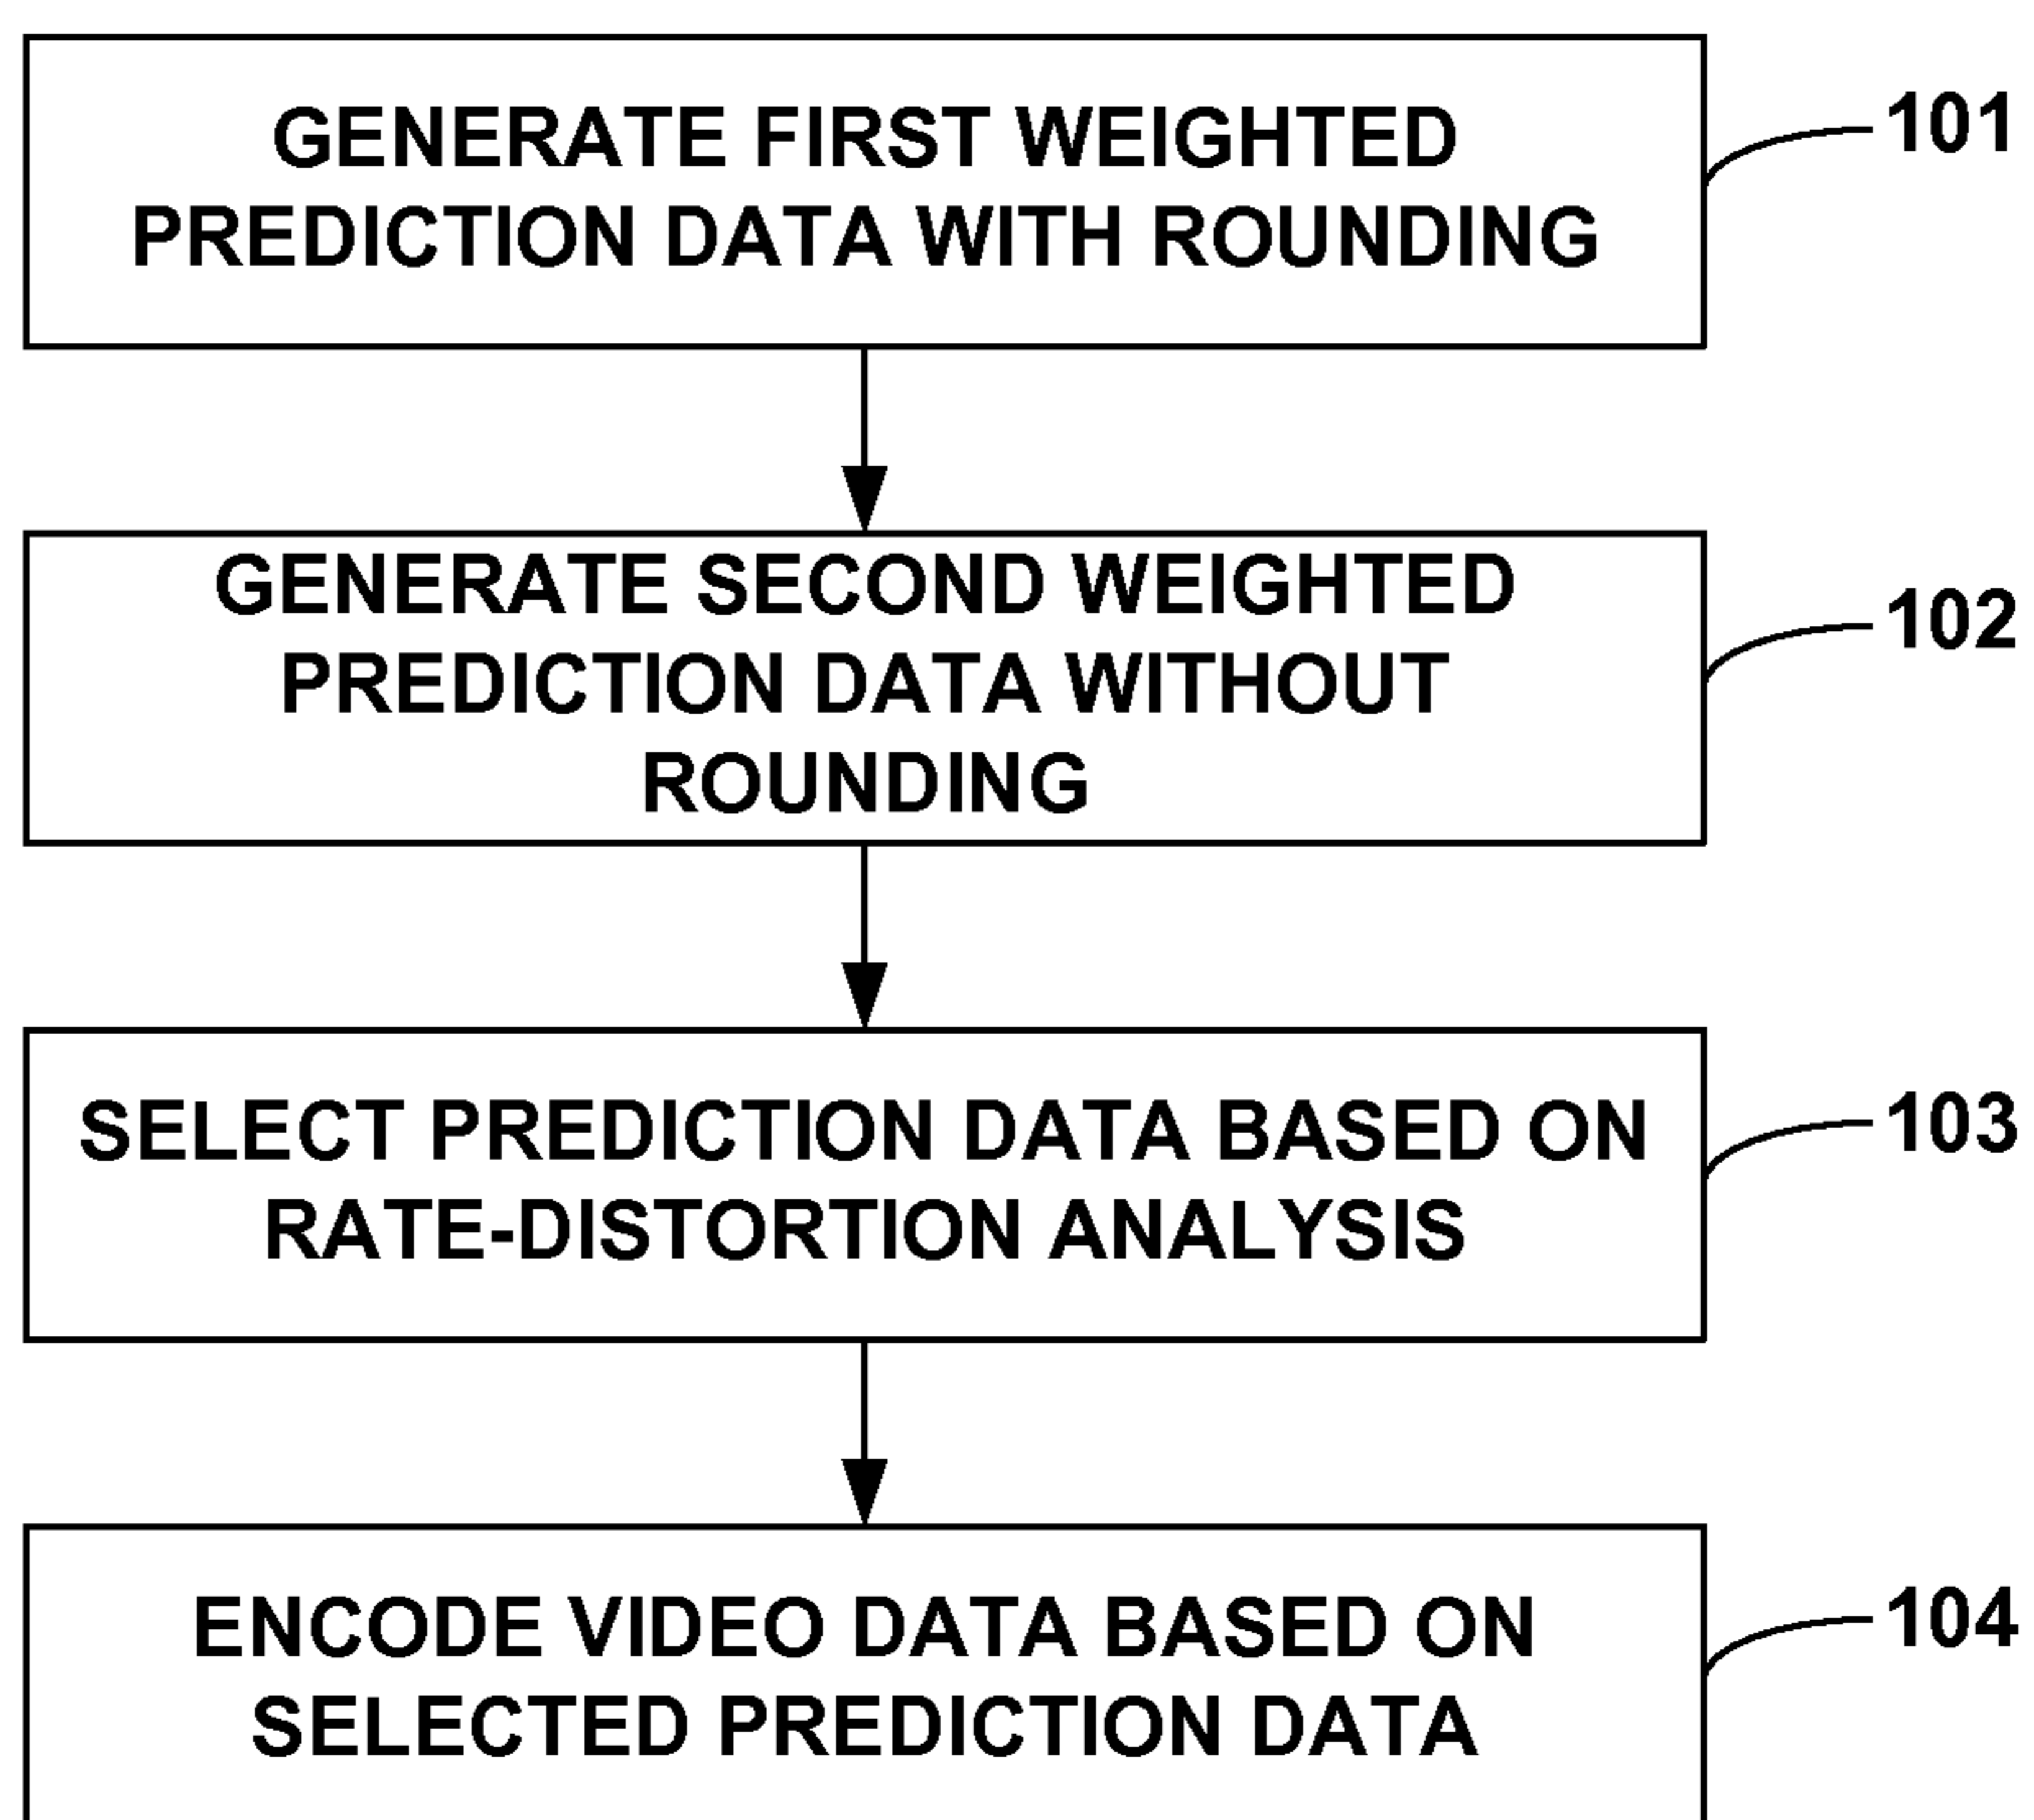 GENERATE FIRST WEIGHTED
PREDICTION DATA WITH ROUNDING
101
GENERATE SECOND WEIGHTED
PREDICTION DATA WITHOUT
ROUNDING
102
SELECT PREDICTION DATA BASED ON
RATE-DISTORTION ANALYSIS
103
ENCODE VIDEO DATA BASED ON
SELECTED PREDICTION DATA
104